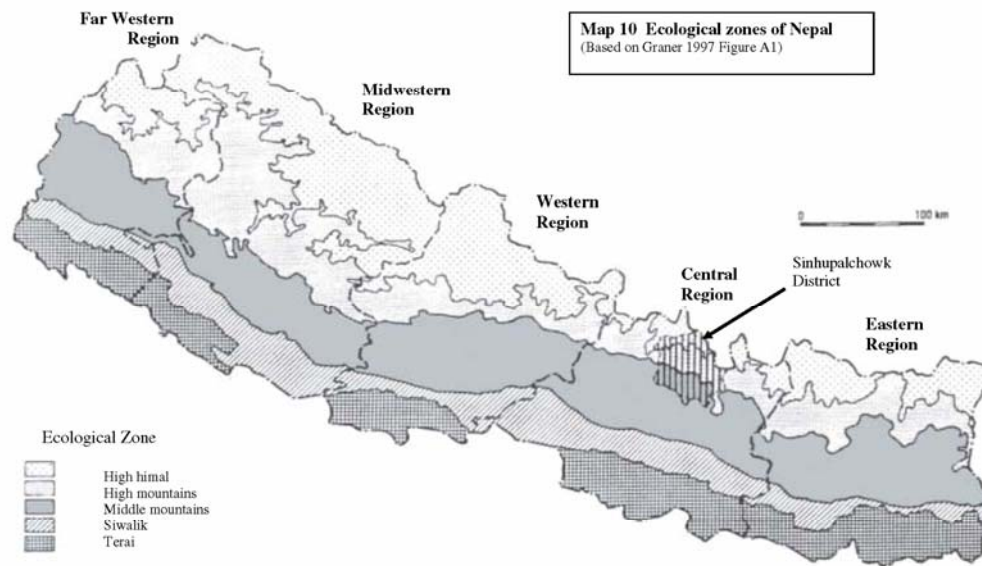 Far Western
Region
Map 10 Ecological zones of Nepal
(Based on Graner 1997 Figure A1)
Midwestern
Region
Western
Region
0 100 km
Central
Region
Sinhupalchowk
District
Eastern
Region
Ecological Zone
High himal
High mountains
Middle mountains
Siwalik
Terai